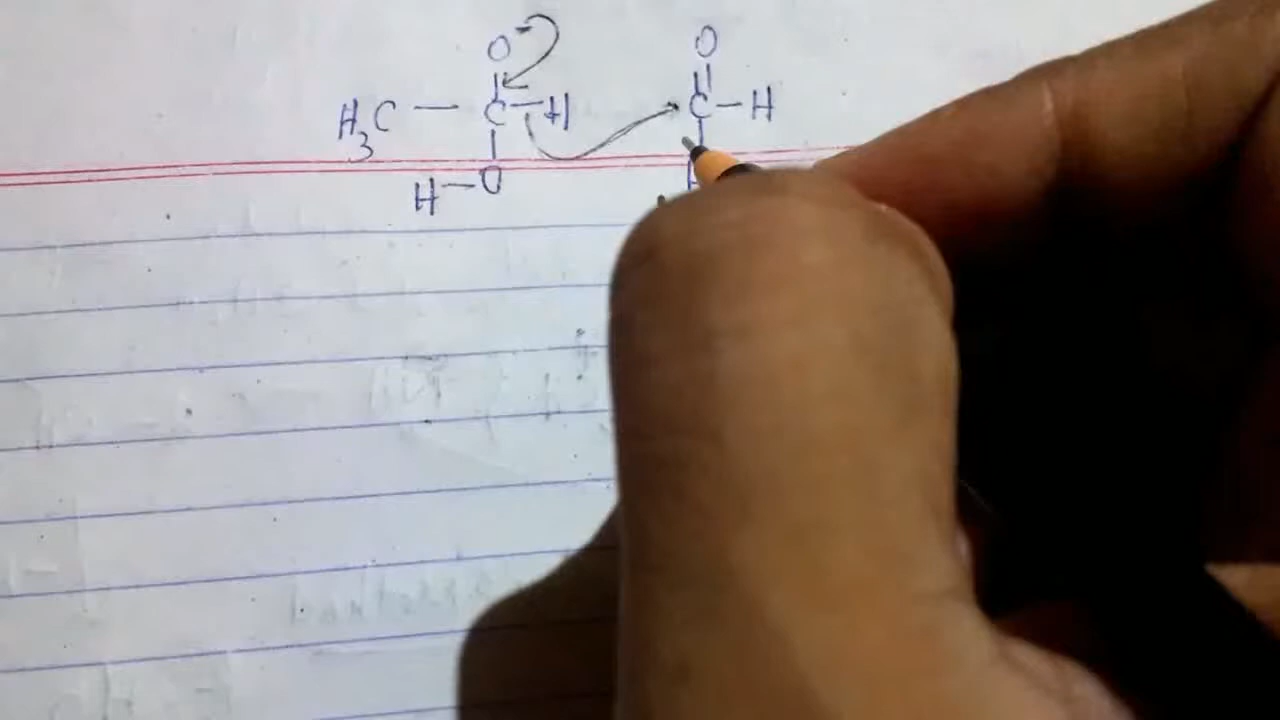 O⁻ O
H₃C — C — H C — H
H — O H